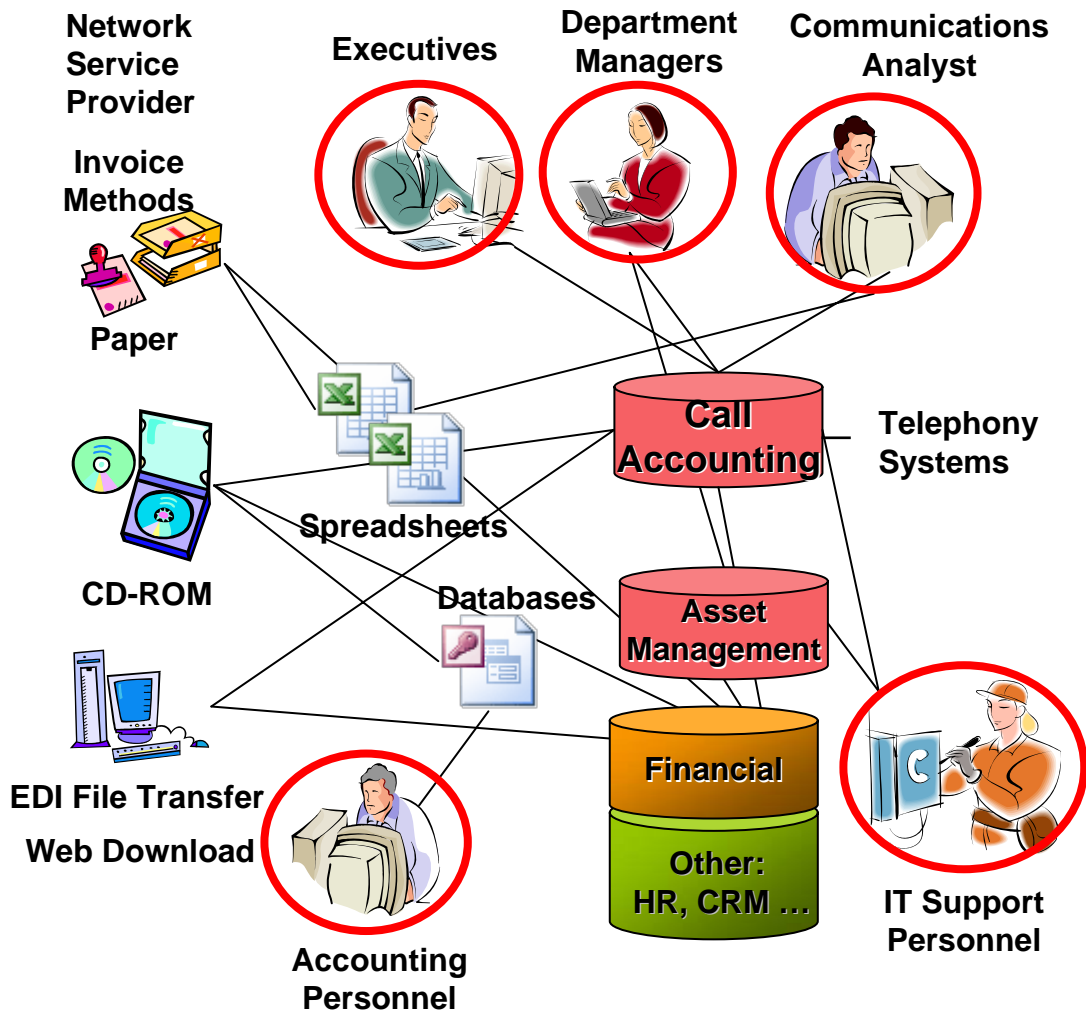 Network
Service
Provider
Executives
Department
Managers
Communications
Analyst
Invoice
Methods
Paper
Call
Accounting
Telephony
Systems
Spreadsheets
CD-ROM
Databases
Asset
Management
EDI File Transfer
Web Download
Financial
Other:
HR, CRM ...
IT Support
Personnel
Accounting
Personnel